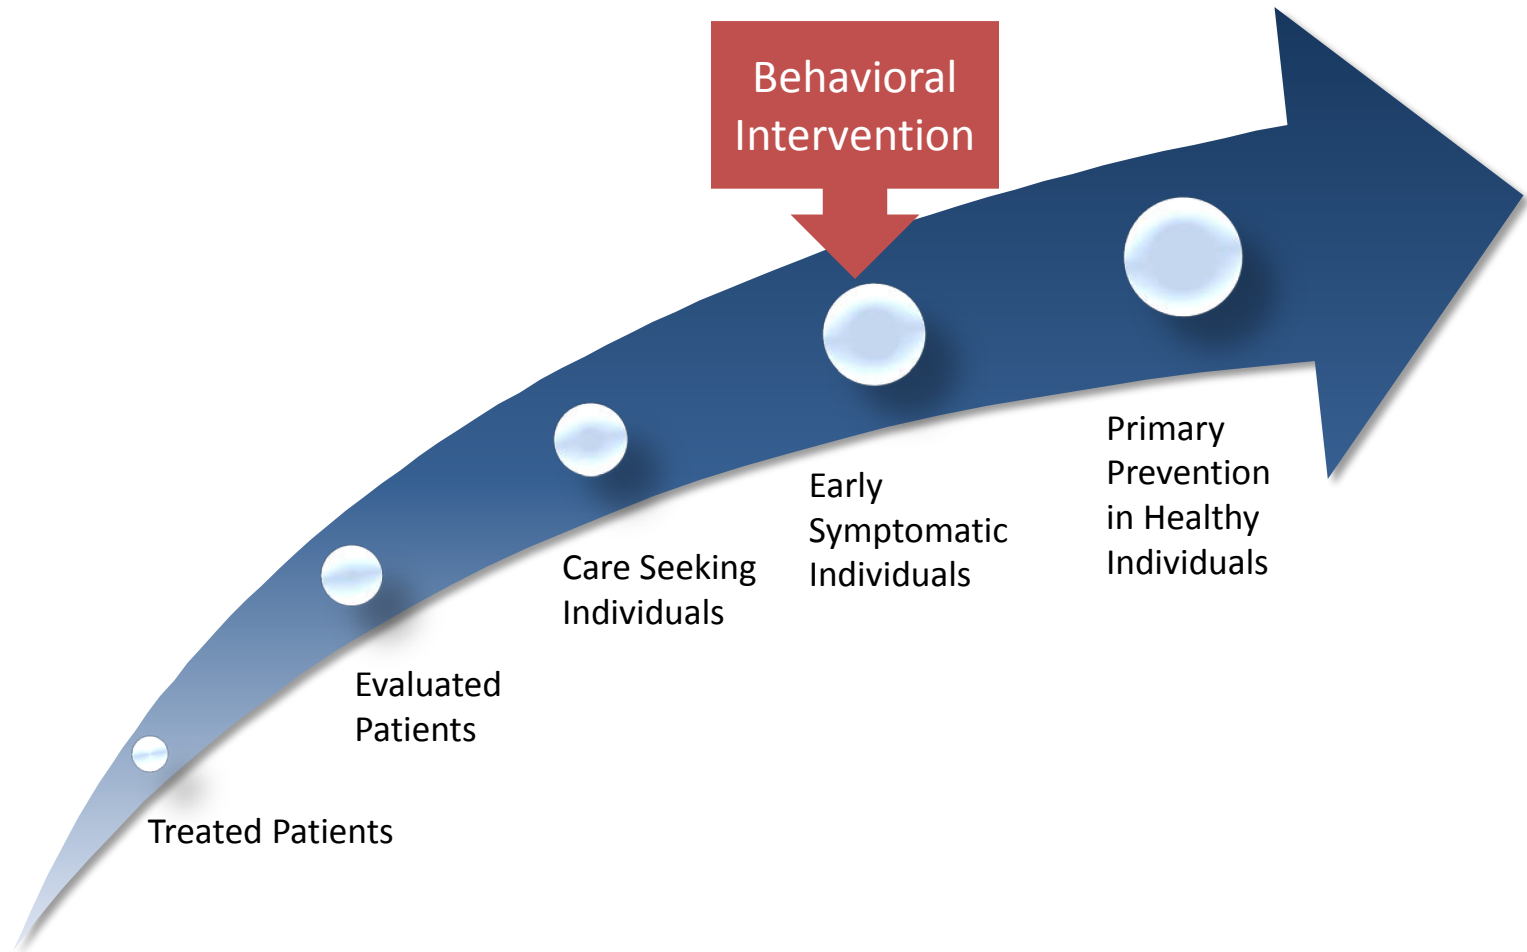 Behavioral
Intervention
Primary
Prevention
in Healthy
Individuals
Early
Symptomatic
Individuals
Care Seeking
Individuals
Evaluated
Patients
Treated Patients